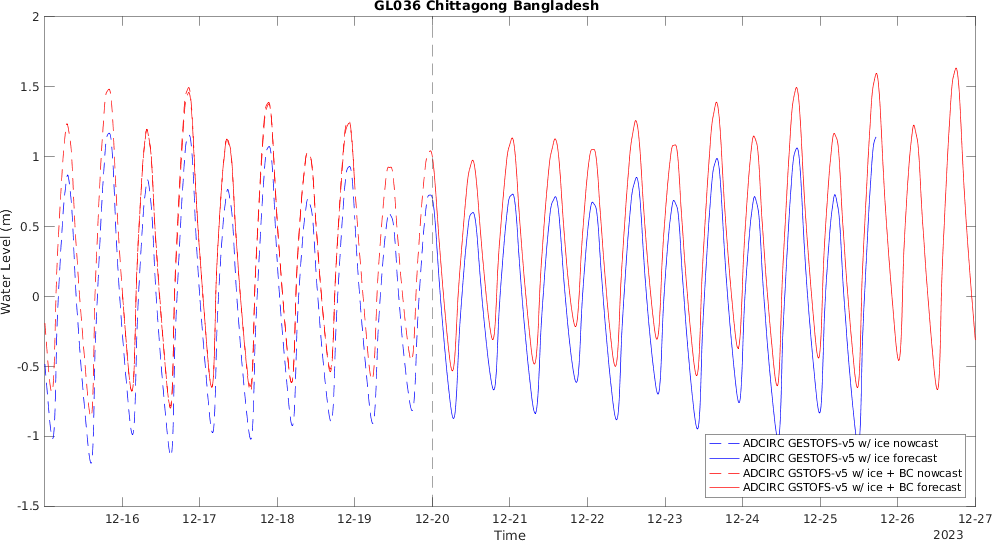 GL036 Chittagong Bangladesh
2
1.5
1
0.5
0
-0.5
-1
-1.5
Water Level (m)
ADCIRC GESTOFS-v5 w/ ice nowcast
ADCIRC GESTOFS-v5 w/ ice forecast
ADCIRC GSTOFS-v5 w/ ice + BC nowcast
ADCIRC GSTOFS-v5 w/ ice + BC forecast
12-16 12-17 12-18 12-19 12-20 12-21 12-22 12-23 12-24 12-25 12-26 12-27
Time 2023